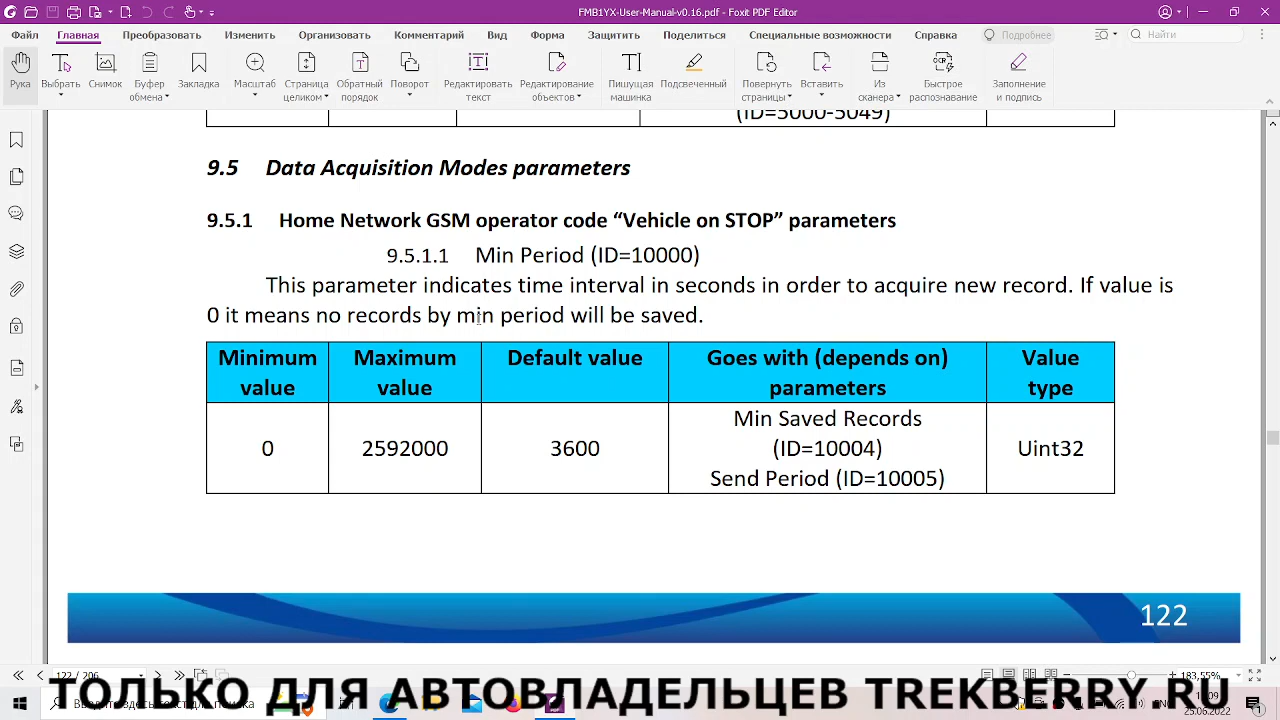 FMB1YX-User-Manual-v0.16.pdf - Foxit PDF Editor
Файл Главная Преобразовать Изменить Организовать Комментарий Вид Форма Защитить Поделиться Специальные возможности Справка Подробнее Найти
Рука
Выбрать
Снимок
Буфер обмена
Закладка
Масштаб
Страница целиком
Обратный порядок
Поворот
Редактировать текст
Редактирование объектов
Пишущая машинка
Подсвеченный
Повернуть страницы
Вставить
Из сканера
Быстрое распознавание
Заполнение и подпись
(ID=5000-5049)
9.5 Data Acquisition Modes parameters
9.5.1 Home Network GSM operator code “Vehicle on STOP” parameters
9.5.1.1 Min Period (ID=10000)
This parameter indicates time interval in seconds in order to acquire new record. If value is
0 it means no records by min period will be saved.
Minimum value
Maximum value
Default value
Goes with (depends on) parameters
Value type
0
2592000
3600
Min Saved Records
(ID=10004)
Send Period (ID=10005)
Uint32
122
122 / 206
183.55%
ТОЛЬКО ДЛЯ АВТОВЛАДЕЛЬЦЕВ TREKBERRY.RU
25.06.2022